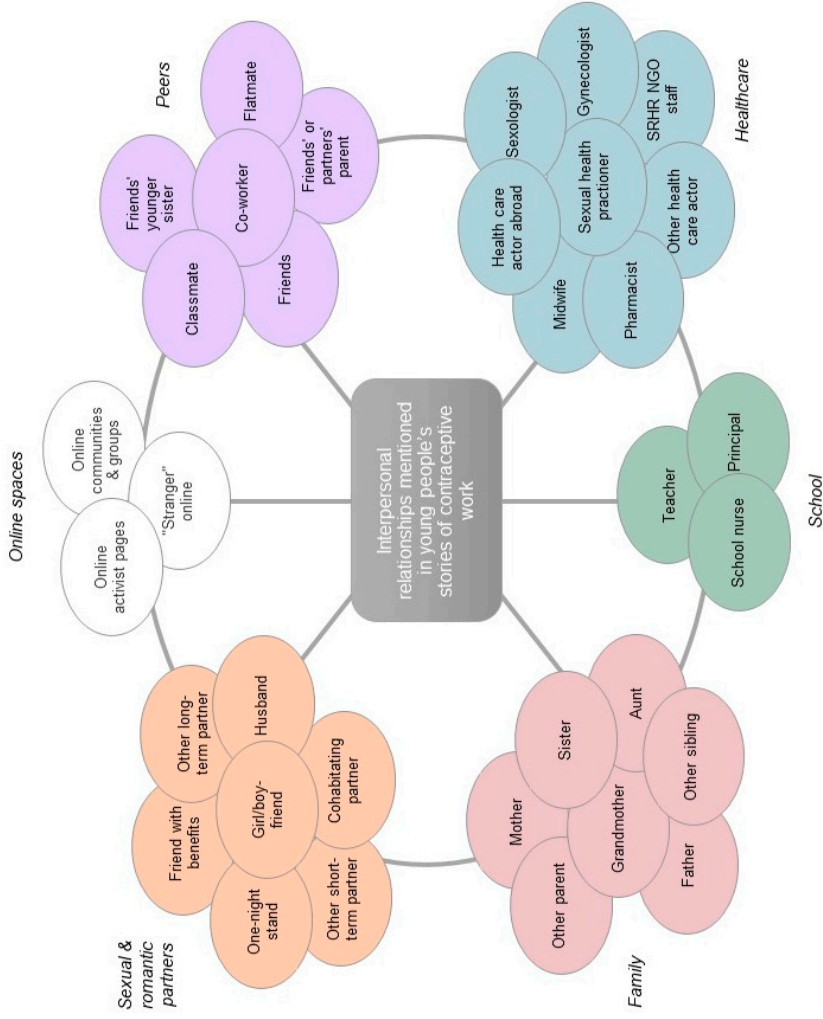 Sexual &
romantic
partners
Friend with
benefits
Other long-
term partner
One-night
stand
Girl/boy-
friend
Husband
Other short-
term partner
Cohabitating
partner
Online spaces
Online
activist pages
Online
communities
& groups
"Stranger"
online
Peers
Friends'
younger
sister
Flatmate
Classmate
Co-worker
Friends
Friends' or
partners'
parent
Interpersonal
relationships mentioned
in young people's
stories of contraceptive
work
Mother
Sister
Other parent
Grandmother
Aunt
Father
Other sibling
Family
Teacher
School nurse
Principal
School
Health care
actor abroad
Sexologist
Midwife
Sexual health
practioner
Gynecologist
Pharmacist
Other health
care actor
SRHR NGO
staff
Healthcare